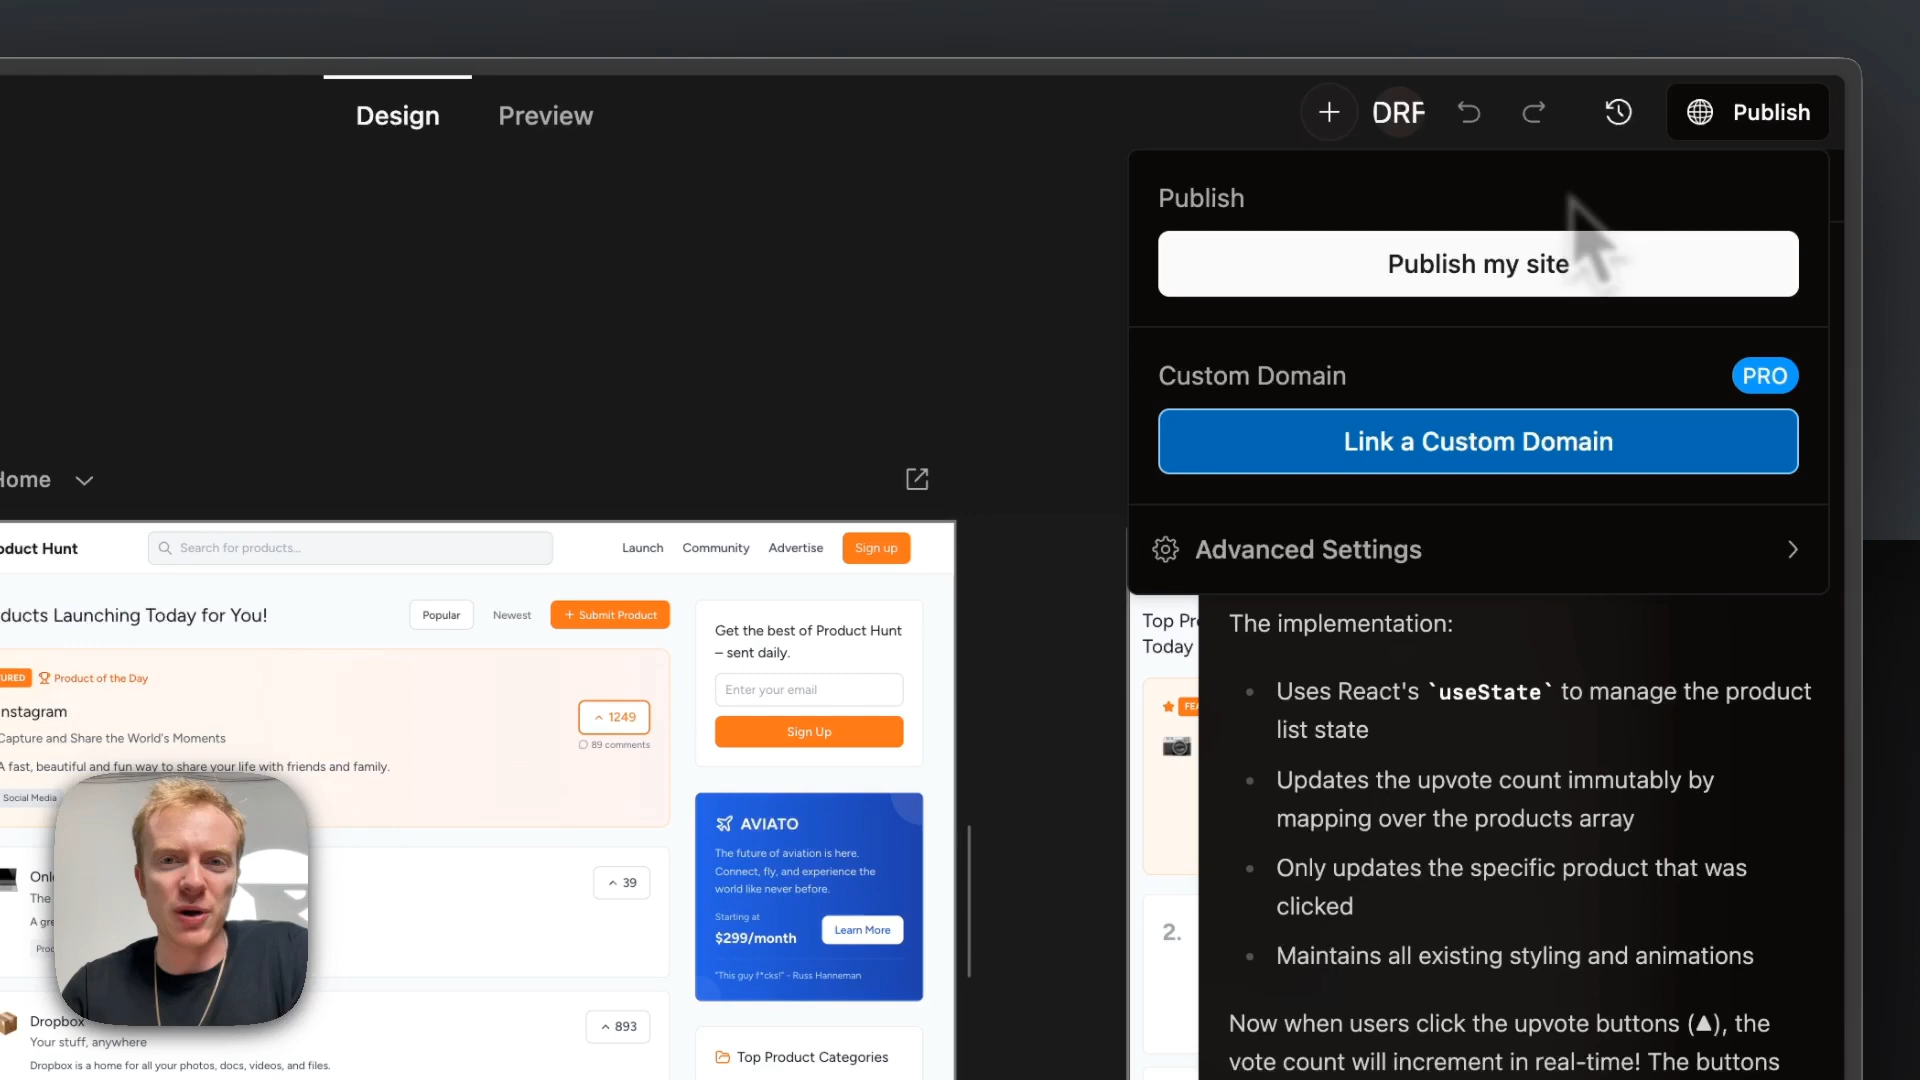 Design
Preview
DRF
Publish
Publish
Publish my site
Custom Domain
PRO
Link a Custom Domain
Advanced Settings
Home
oduct Hunt
Search for products...
Launch
Community
Advertise
Sign up
ducts Launching Today for You!
Popular
Newest
+ Submit Product
URED
Product of the Day
nstagram
Capture and Share the World's Moments
A fast, beautiful and fun way to share your life with friends and family.
Social Media
1249
89 comments
Get the best of Product Hunt
– sent daily.
Enter your email
Sign Up
AVIATO
The future of aviation is here.
Connect, fly, and experience the
world like never before.
Starting at
$299/month
Learn More
"This guy f*cks!" - Russ Hanneman
Onl
The
A gre
Proc
39
Dropbox
Your stuff, anywhere
Dropbox is a home for all your photos, docs, videos, and files.
893
Top Product Categories
Top Pr
Today
FEA
2.
The implementation:
Uses React's `useState` to manage the product
list state
Updates the upvote count immutably by
mapping over the products array
Only updates the specific product that was
clicked
Maintains all existing styling and animations
Now when users click the upvote buttons (▲), the
vote count will increment in real-time! The buttons